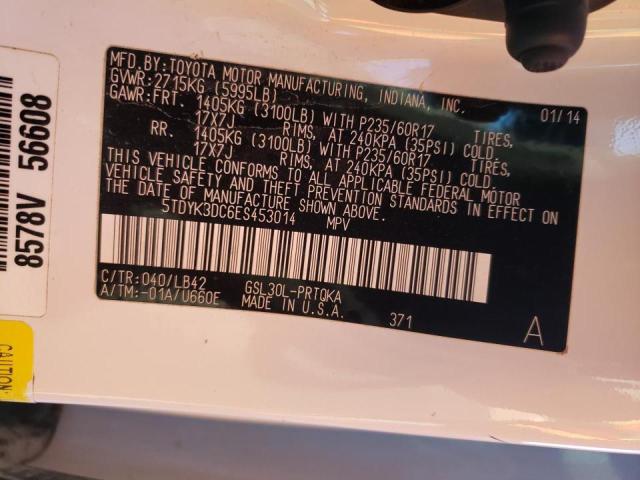 MFD.BY:TOYOTA MOTOR MANUFACTURING, INDIANA, INC.
GVWR:2715KG (5995LB) 01/14
GAWR:FRT. 1405KG (3100LB) WITH P235/60R17 TIRES,
17X7J RIMS, AT 240KPA (35PSI) COLD.
RR. 1405KG (3100LB) WITH P235/60R17 TIRES,
17X7J RIMS, AT 240KPA (35PSI) COLD.
THIS VEHICLE CONFORMS TO ALL APPLICABLE FEDERAL MOTOR
VEHICLE SAFETY AND THEFT PREVENTION STANDARDS IN EFFECT ON
THE DATE OF MANUFACTURE SHOWN ABOVE.
5TDYK3DC6ES453014 MPV
C/TR:040/LB42 GSL30L-PRTQKA
A/TM:-01A/U660E MADE IN U.S.A.
371
A
8578V 56608
CAUTION: